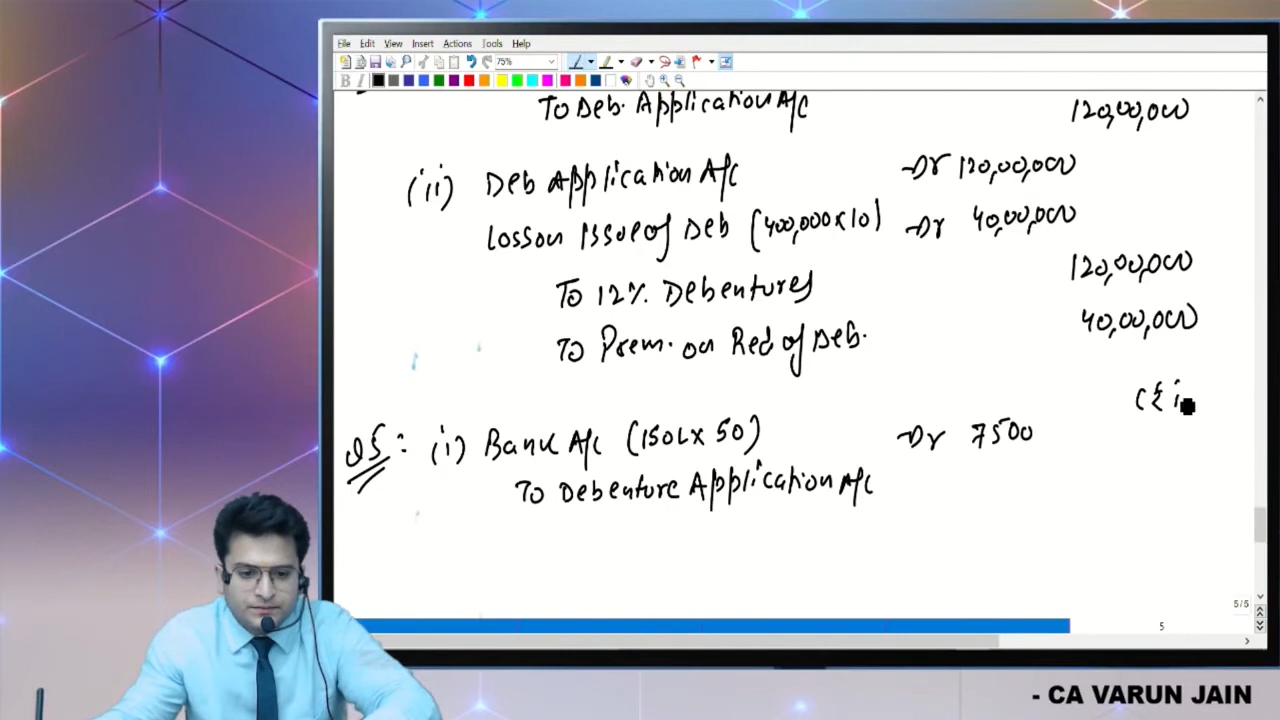 File Edit View Insert Actions Tools Help
75%
To Deb. Application A/c 120,00,000
(ii) Deb Application A/c Dr 120,00,000
Loss on Issue of Deb (400,000 x 10) Dr 40,00,000
To 12% Debentures 120,00,000
To Prem. on Red of Deb. 40,00,000
(₹ i
Q5: (i) Bank A/c (150L x 50) Dr 7500
To Debenture Application A/c
5/5
5
- CA VARUN JAIN